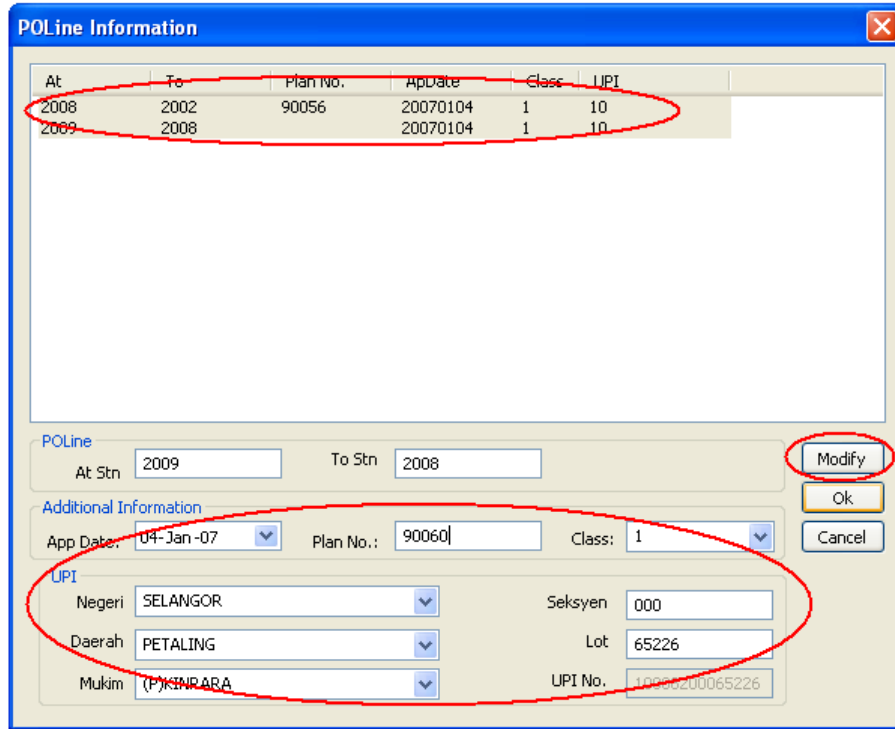 POLine Information
At To Plan No. ApDate Class UPI
2008 2002 90056 20070104 1 10
2009 2008 20070104 1 10
POLine
At Stn 2009 To Stn 2008
Modify
Ok
Additional Information
App Date: 04-Jan-07 Plan No.: 90060 Class: 1
Cancel
UPI
Negeri SELANGOR Seksyen 000
Daerah PETALING Lot 65226
Mukim (P)KINRARA UPI No.